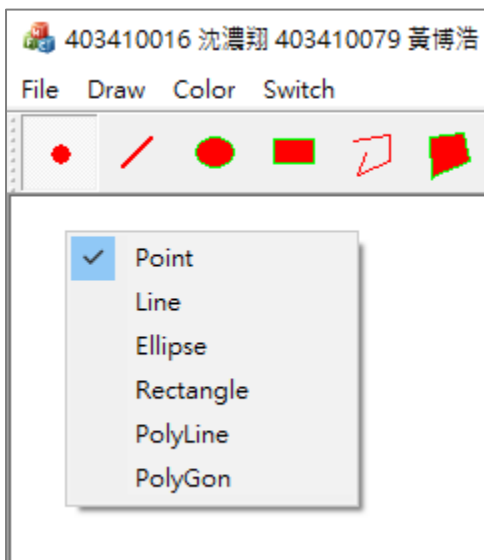 403410016 沈濃翔 403410079 黃博浩
File Draw Color Switch
Point
Line
Ellipse
Rectangle
PolyLine
PolyGon